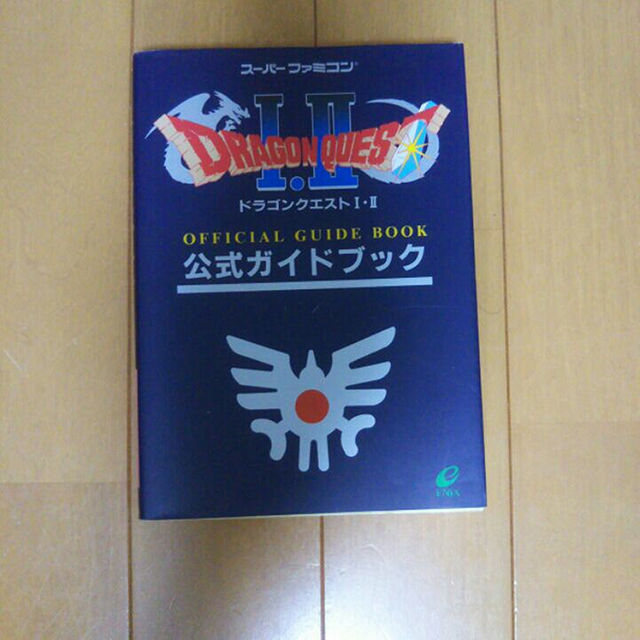 スーパーファミコン®
DRAGON QUEST
I・II
ドラゴンクエストI・II
OFFICIAL GUIDE BOOK
公式ガイドブック
ENIX